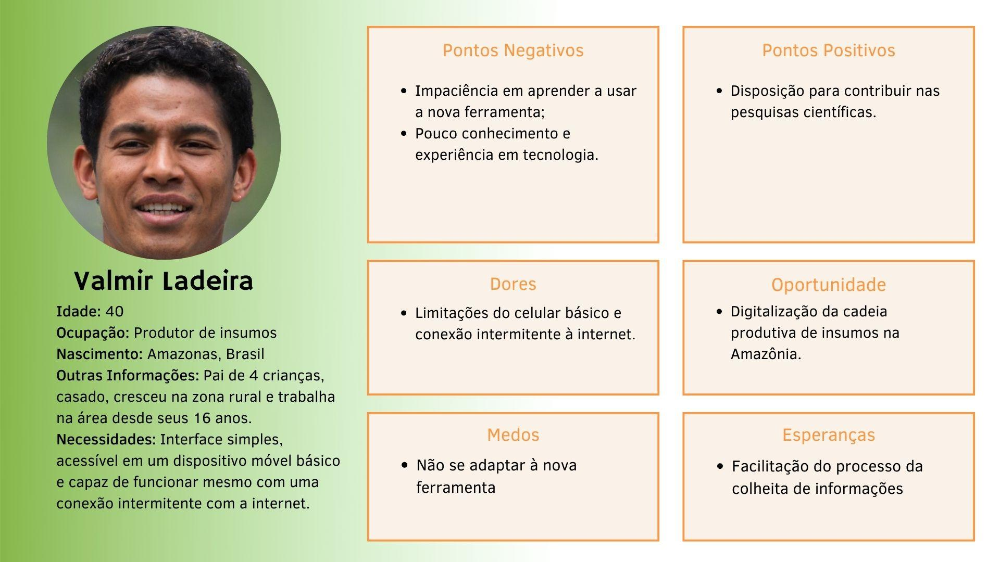 Valmir Ladeira
Idade: 40
Ocupação: Produtor de insumos
Nascimento: Amazonas, Brasil
Outras Informações: Pai de 4 crianças,
casado, cresceu na zona rural e trabalha
na área desde seus 16 anos.
Necessidades: Interface simples,
acessível em um dispositivo móvel básico
e capaz de funcionar mesmo com uma
conexão intermitente com a internet.
Pontos Negativos
• Impaciência em aprender a usar
a nova ferramenta;
• Pouco conhecimento e
experiência em tecnologia.
Pontos Positivos
• Disposição para contribuir nas
pesquisas científicas.
Dores
• Limitações do celular básico e
conexão intermitente à internet.
Oportunidade
• Digitalização da cadeia
produtiva de insumos na
Amazônia.
Medos
• Não se adaptar à nova
ferramenta
Esperanças
• Facilitação do processo da
colheita de informações